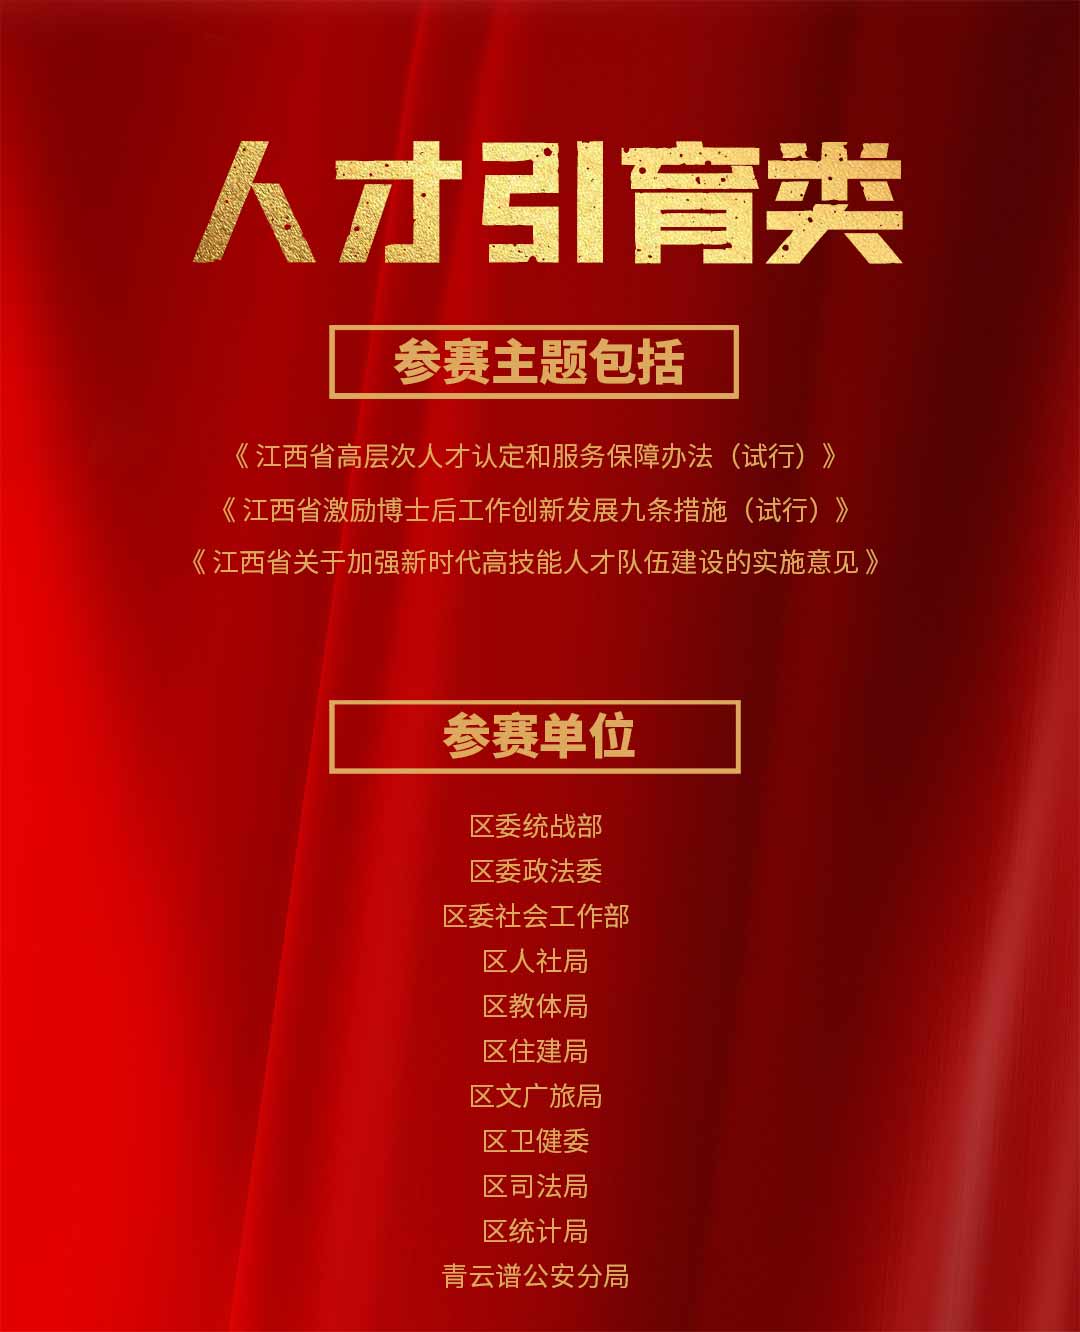 人才引育类
参赛主题包括
《江西省高层次人才认定和服务保障办法（试行）》
《江西省激励博士后工作创新发展九条措施（试行）》
《江西省关于加强新时代高技能人才队伍建设的实施意见》
参赛单位
区委统战部
区委政法委
区委社会工作部
区人社局
区教体局
区住建局
区文广旅局
区卫健委
区司法局
区统计局
青云谱公安分局